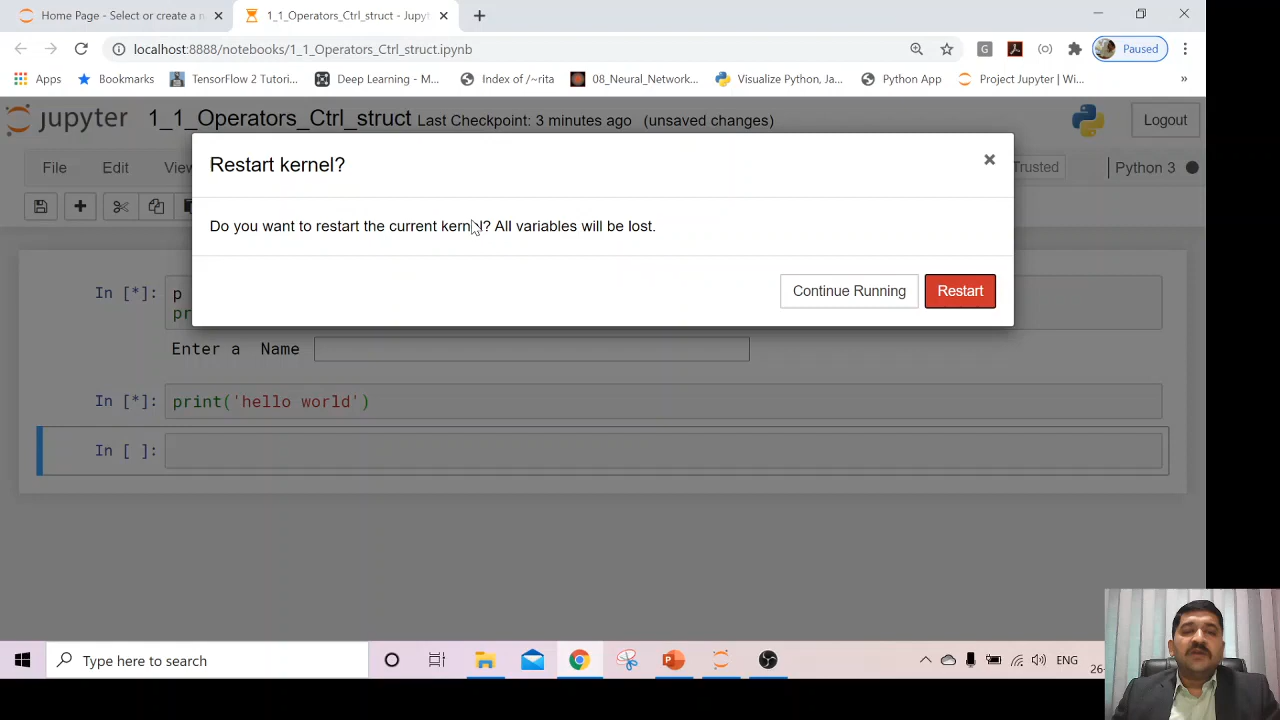 Home Page - Select or create a n
1_1_Operators_Ctrl_struct - Jupyt
localhost:8888/notebooks/1_1_Operators_Ctrl_struct.ipynb
Paused
Apps
Bookmarks
TensorFlow 2 Tutori...
Deep Learning - M...
Index of /~rita
08_Neural_Network...
Visualize Python, Ja...
Python App
Project Jupyter | Wi...
»
jupyter 1_1_Operators_Ctrl_struct Last Checkpoint: 3 minutes ago (unsaved changes)
Logout
File Edit View
Trusted
Python 3
Restart kernel?
Do you want to restart the current kernel? All variables will be lost.
Continue Running
Restart
In [*]: p
pr
Enter a Name
In [*]: print('hello world')
In [ ]:
Type here to search
ENG
26-